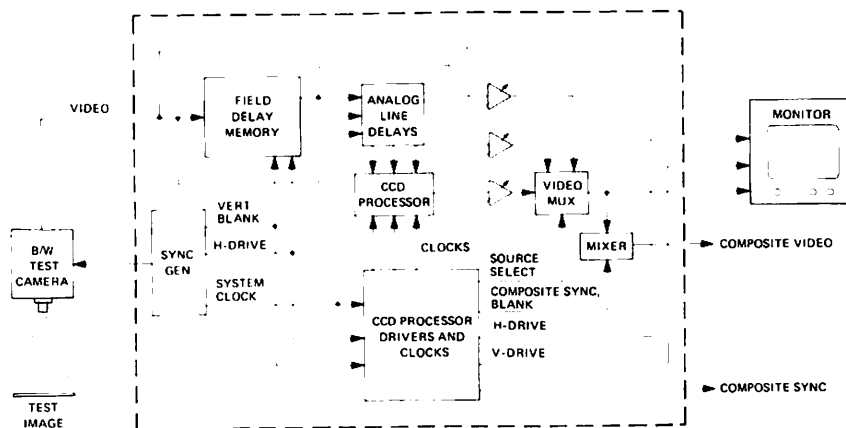 VIDEO
FIELD
DELAY
MEMORY
ANALOG
LINE
DELAYS
MONITOR
CCD
PROCESSOR
VIDEO
MUX
VERT
BLANK
H-DRIVE
SYSTEM
CLOCK
SYNC
GEN
B/W
TEST
CAMERA
CLOCKS
SOURCE
SELECT
COMPOSITE SYNC,
BLANK
H-DRIVE
V-DRIVE
MIXER
COMPOSITE VIDEO
CCD PROCESSOR
DRIVERS AND
CLOCKS
COMPOSITE SYNC
TEST
IMAGE